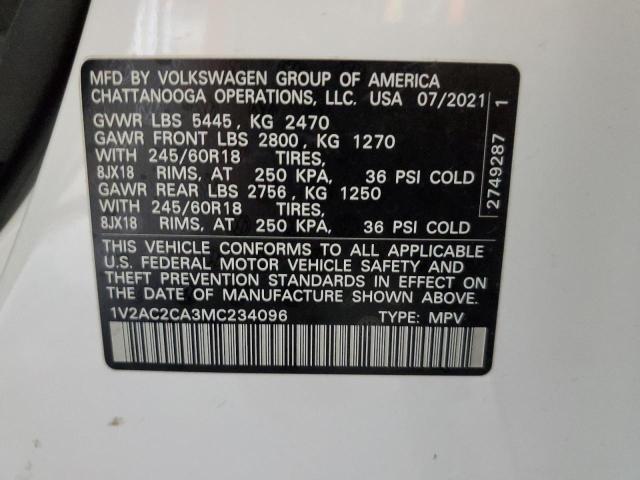 MFD BY VOLKSWAGEN GROUP OF AMERICA
CHATTANOOGA OPERATIONS, LLC. USA 07/2021
GVWR LBS 5445, KG 2470
GAWR FRONT LBS 2800, KG 1270
WITH 245/60R18 TIRES,
8JX18 RIMS, AT 250 KPA, 36 PSI COLD
GAWR REAR LBS 2756, KG 1250
WITH 245/60R18 TIRES,
8JX18 RIMS, AT 250 KPA, 36 PSI COLD
THIS VEHICLE CONFORMS TO ALL APPLICABLE
U.S. FEDERAL MOTOR VEHICLE SAFETY AND
THEFT PREVENTION STANDARDS IN EFFECT ON
THE DATE OF MANUFACTURE SHOWN ABOVE.
1V2AC2CA3MC234096 TYPE: MPV
2749287 1